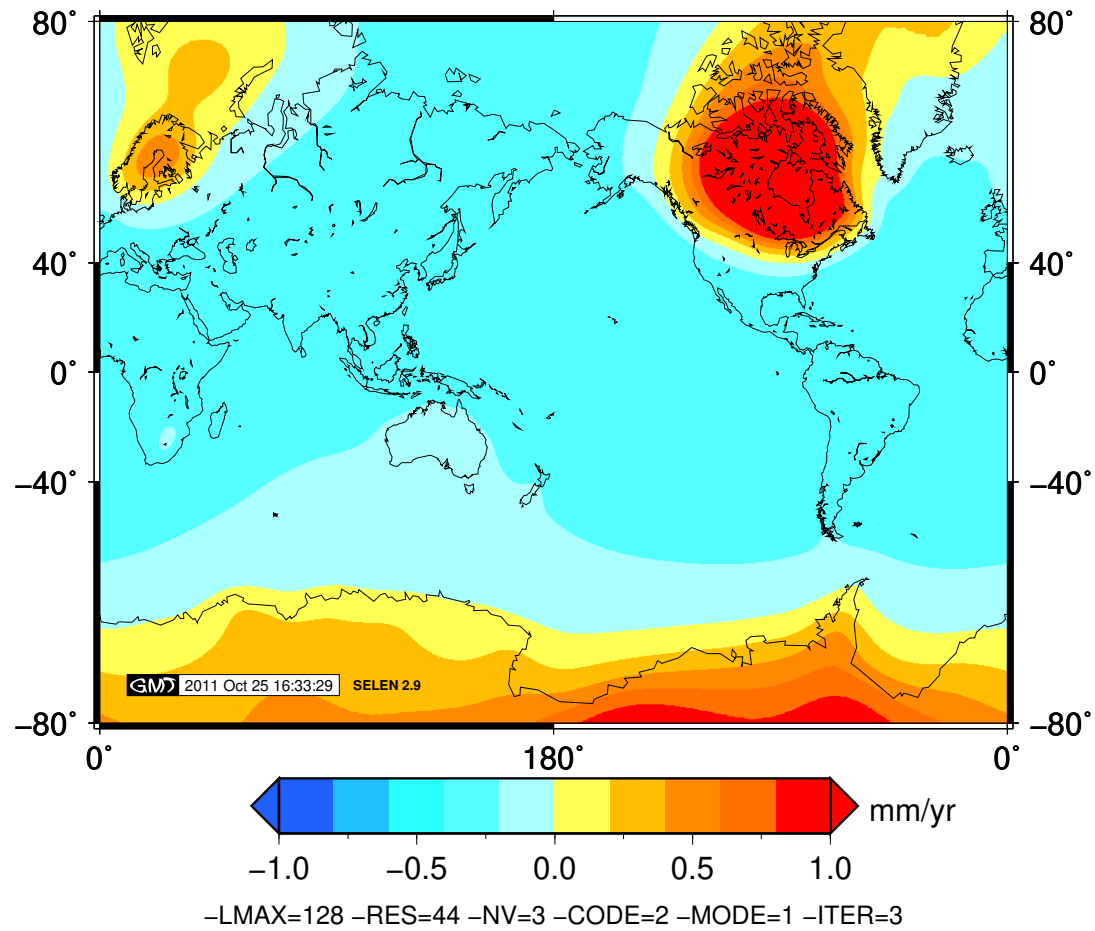 80˚ 80˚
40˚ 40˚
0˚ 0˚
−40˚ −40˚
GMT 2011 Oct 25 16:33:29 SELEN 2.9
−80˚ −80˚
0˚ 180˚ 0˚
mm/yr
−1.0 −0.5 0.0 0.5 1.0
−LMAX=128 −RES=44 −NV=3 −CODE=2 −MODE=1 −ITER=3